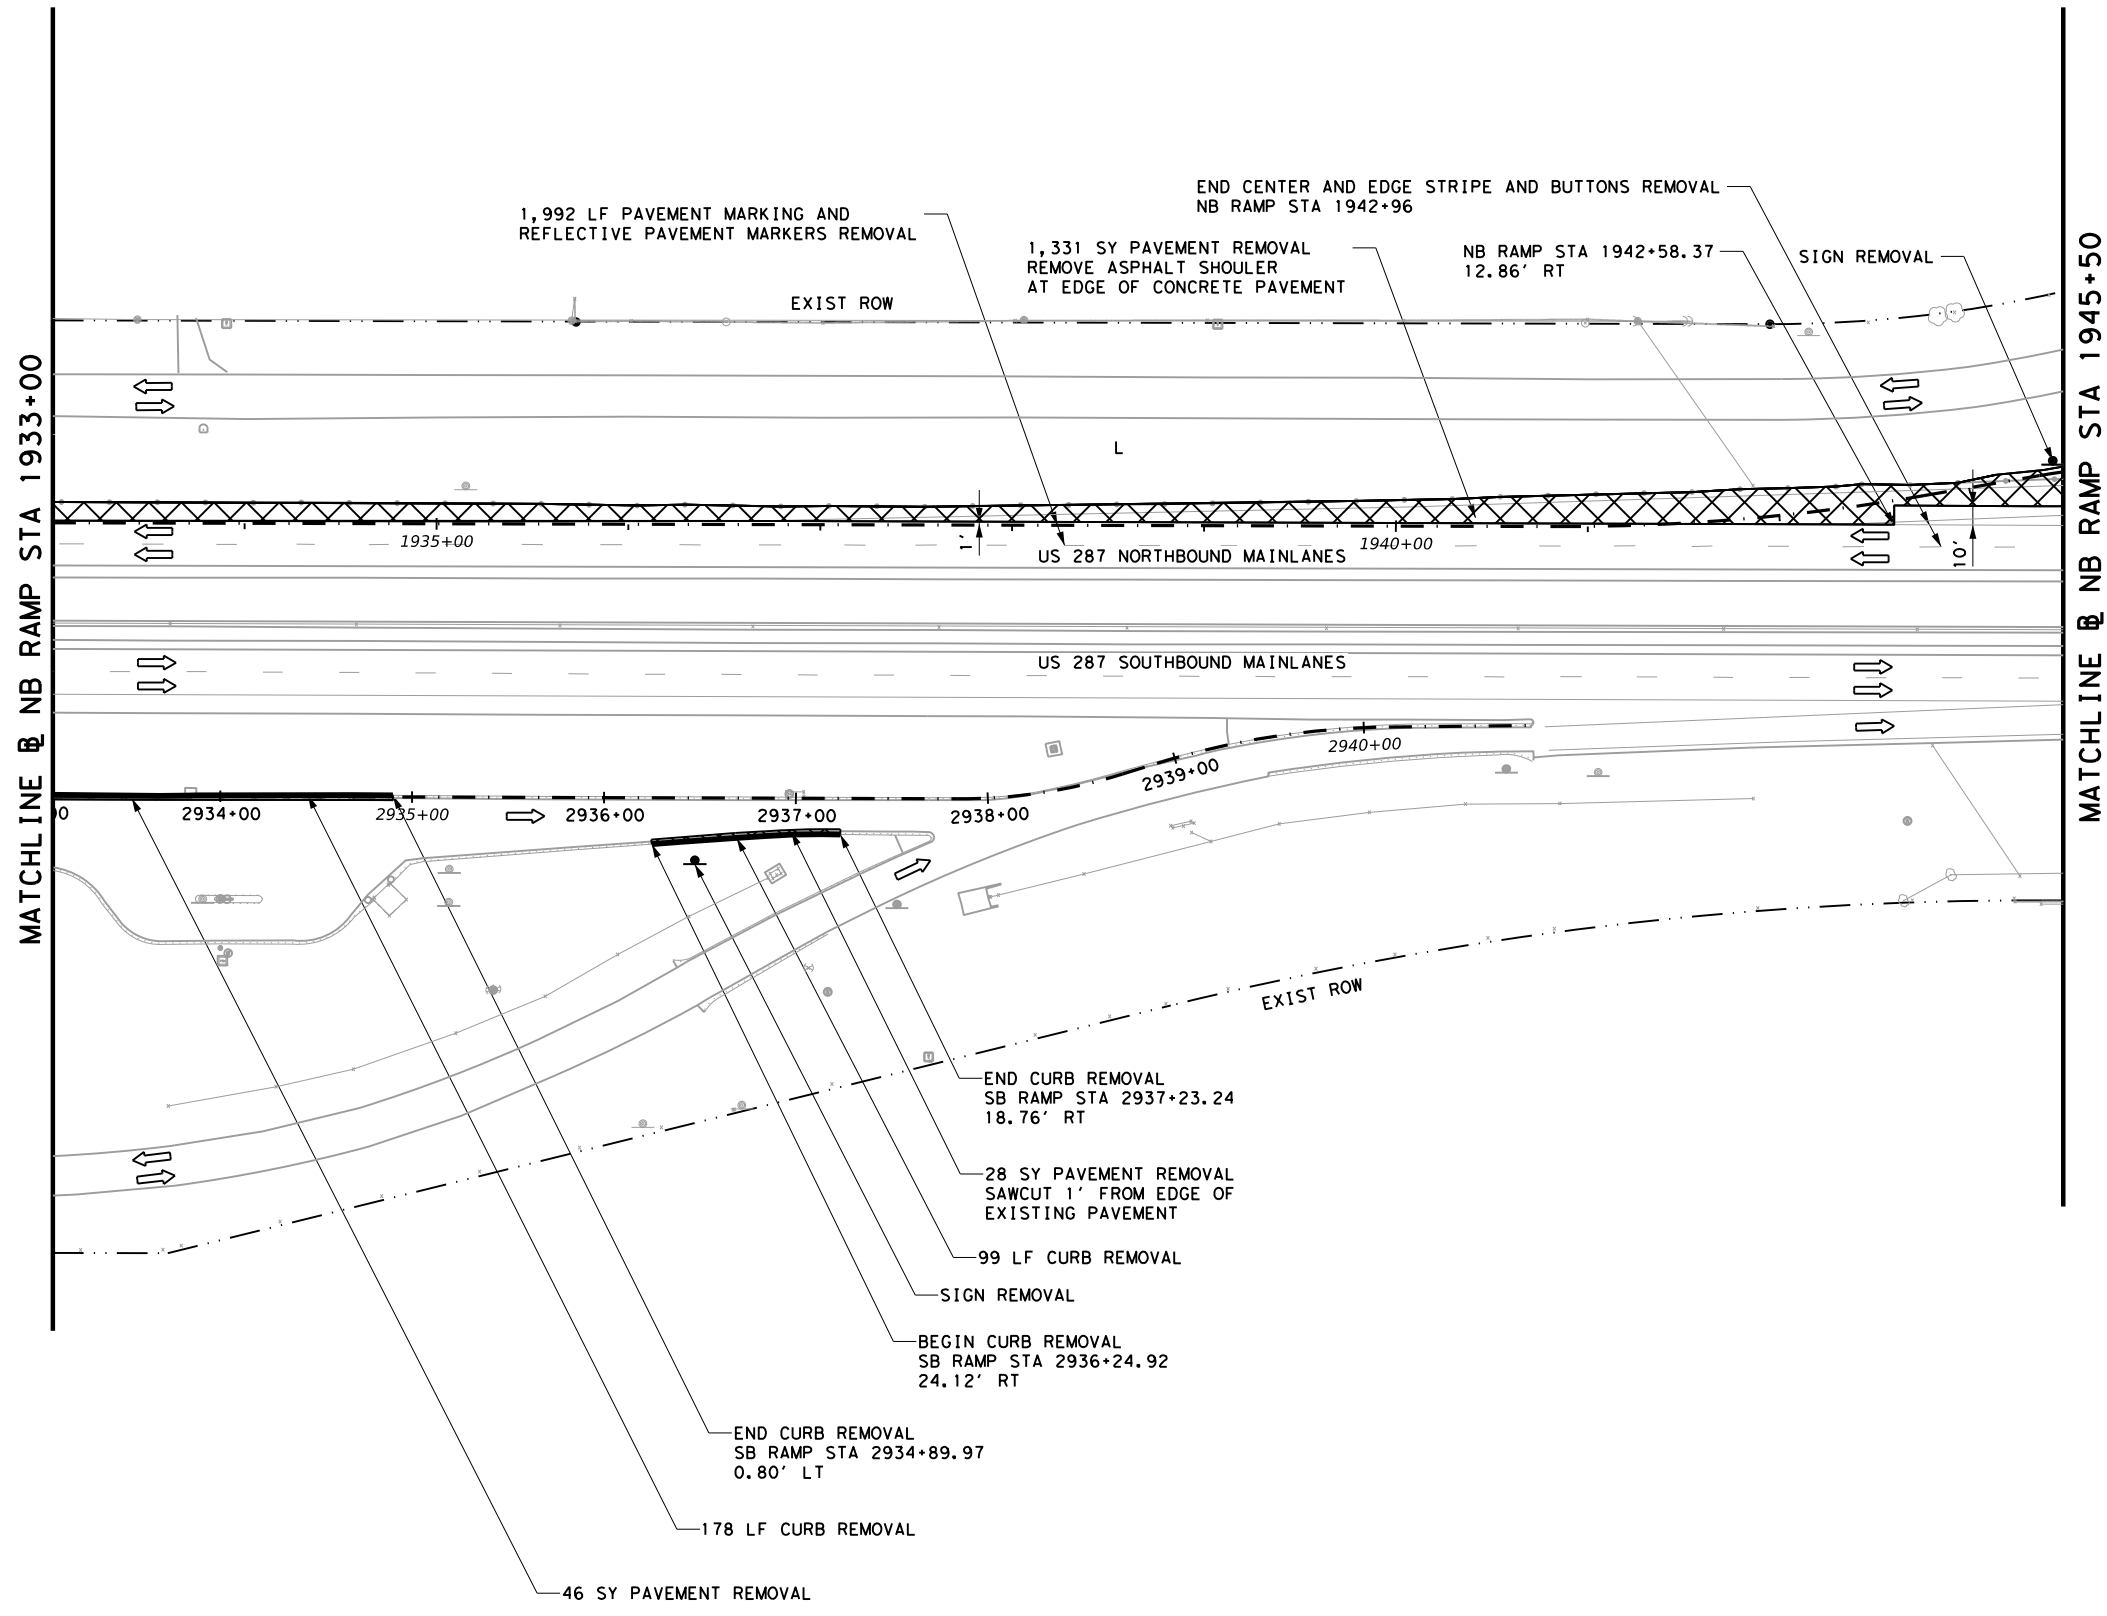 END CENTER AND EDGE STRIPE AND BUTTONS REMOVAL
NB RAMP STA 1942+96
1,992 LF PAVEMENT MARKING AND
REFLECTIVE PAVEMENT MARKERS REMOVAL
1,331 SY PAVEMENT REMOVAL
REMOVE ASPHALT SHOULER
AT EDGE OF CONCRETE PAVEMENT
NB RAMP STA 1942+58.37
12.86' RT
SIGN REMOVAL
EXIST ROW
L
1935+00
1'
1940+00
10'
US 287 NORTHBOUND MAINLANES
US 287 SOUTHBOUND MAINLANES
MATCHLINE BL NB RAMP STA 1933+00
MATCHLINE BL NB RAMP STA 1945+50
2940+00
2939+00
00
2934+00
2935+00
2936+00
2937+00
2938+00
EXIST ROW
END CURB REMOVAL
SB RAMP STA 2937+23.24
18.76' RT
28 SY PAVEMENT REMOVAL
SAWCUT 1' FROM EDGE OF
EXISTING PAVEMENT
99 LF CURB REMOVAL
SIGN REMOVAL
BEGIN CURB REMOVAL
SB RAMP STA 2936+24.92
24.12' RT
END CURB REMOVAL
SB RAMP STA 2934+89.97
0.80' LT
178 LF CURB REMOVAL
46 SY PAVEMENT REMOVAL